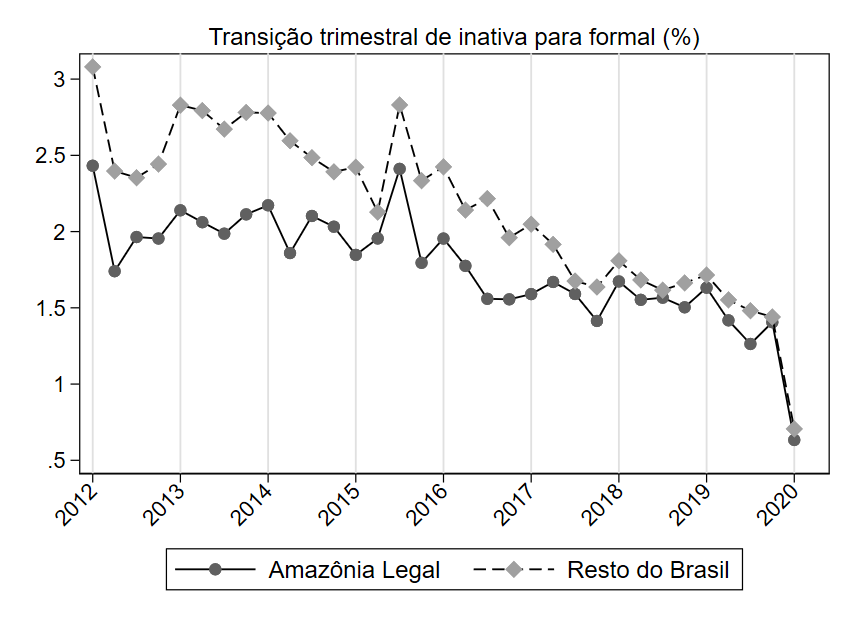 Transição trimestral de inativa para formal (%)
3
2.5
2
1.5
1
.5
2012 2013 2014 2015 2016 2017 2018 2019 2020
Amazônia Legal Resto do Brasil